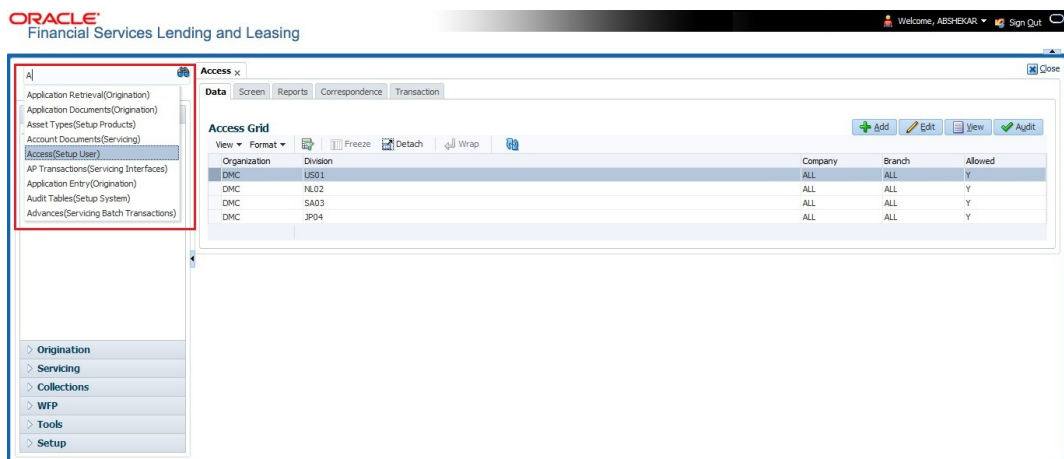 ORACLE
Financial Services Lending and Leasing
Welcome, ABSHEKAR
Sign Out
A
Application Retrieval(Origination)
Application Documents(Origination)
Asset Types(Setup Products)
Account Documents(Servicing)
Access(Setup User)
AP Transactions(Servicing Interfaces)
Application Entry(Origination)
Audit Tables(Setup System)
Advances(Servicing Batch Transactions)
Origination
Servicing
Collections
WFP
Tools
Setup
Access x
Close
Data Screen Reports Correspondence Transaction
Access Grid
Add Edit View Audit
View Format Freeze Detach Wrap
Organization Division Company Branch Allowed
DMC US01 ALL ALL Y
DMC NL02 ALL ALL Y
DMC SA03 ALL ALL Y
DMC JP04 ALL ALL Y